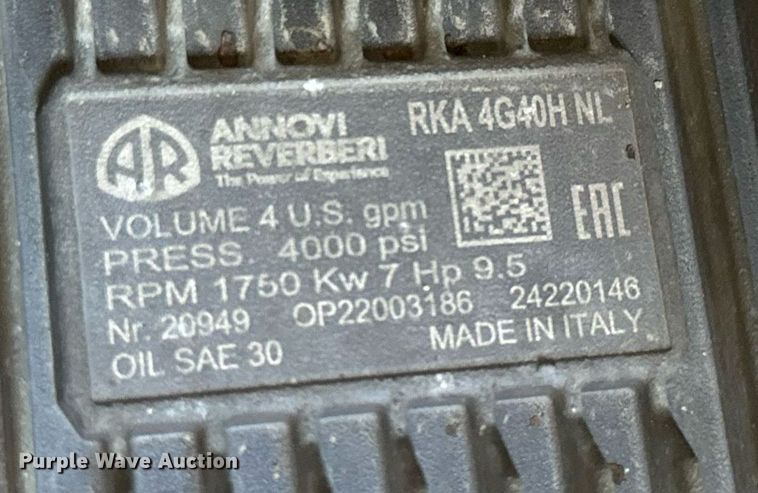 AR ANNOVI REVERBERI RKA 4G40H NL
The Power of Experience
VOLUME 4 U.S. gpm
PRESS. 4000 psi
EAC
RPM 1750 Kw 7 Hp 9.5
Nr. 20949 OP22003186 24220146
OIL SAE 30 MADE IN ITALY
Purple Wave Auction